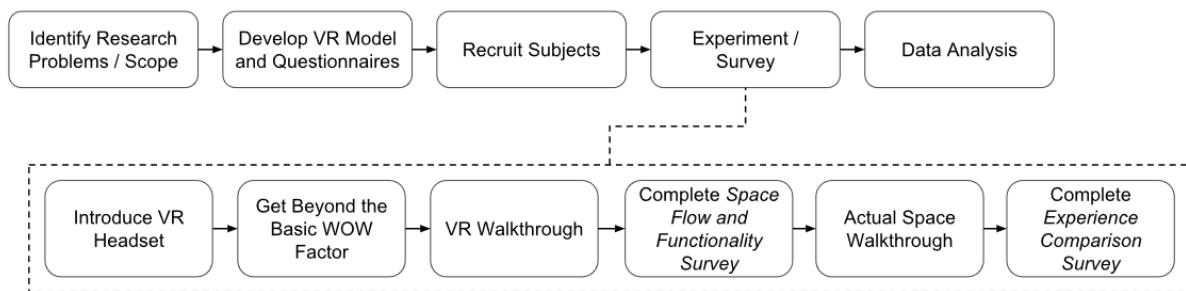 Identify Research
Problems / Scope
Develop VR Model
and Questionnaires
Recruit Subjects
Experiment /
Survey
Data Analysis
Introduce VR
Headset
Get Beyond the
Basic WOW
Factor
VR Walkthrough
Complete Space
Flow and
Functionality
Survey
Actual Space
Walkthrough
Complete
Experience
Comparison
Survey